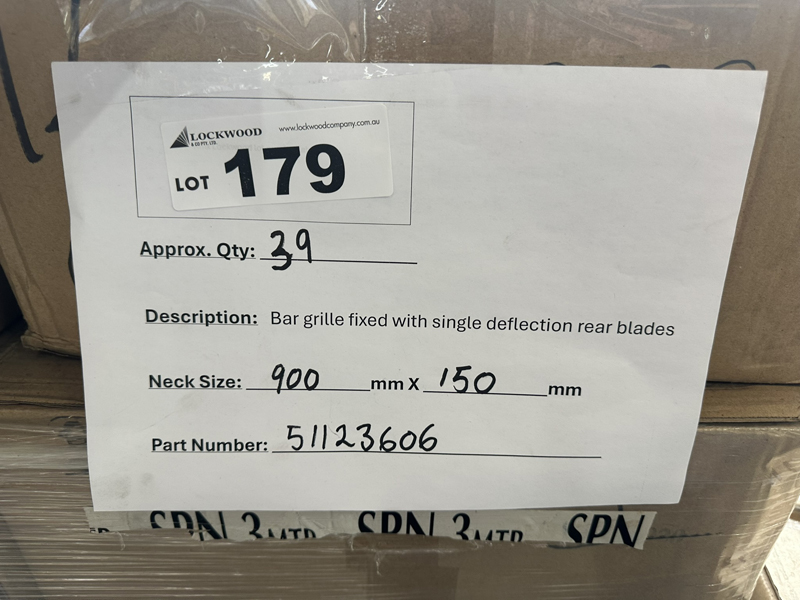 LOCKWOOD www.lockwoodcompany.com.au
& CO PTY. LTD.
LOT 179
Approx. Qty: 39
Description: Bar grille fixed with single deflection rear blades
Neck Size: 900 mm X 150 mm
Part Number: 51123606
SPN 3MTR SPN 3MTR SPN